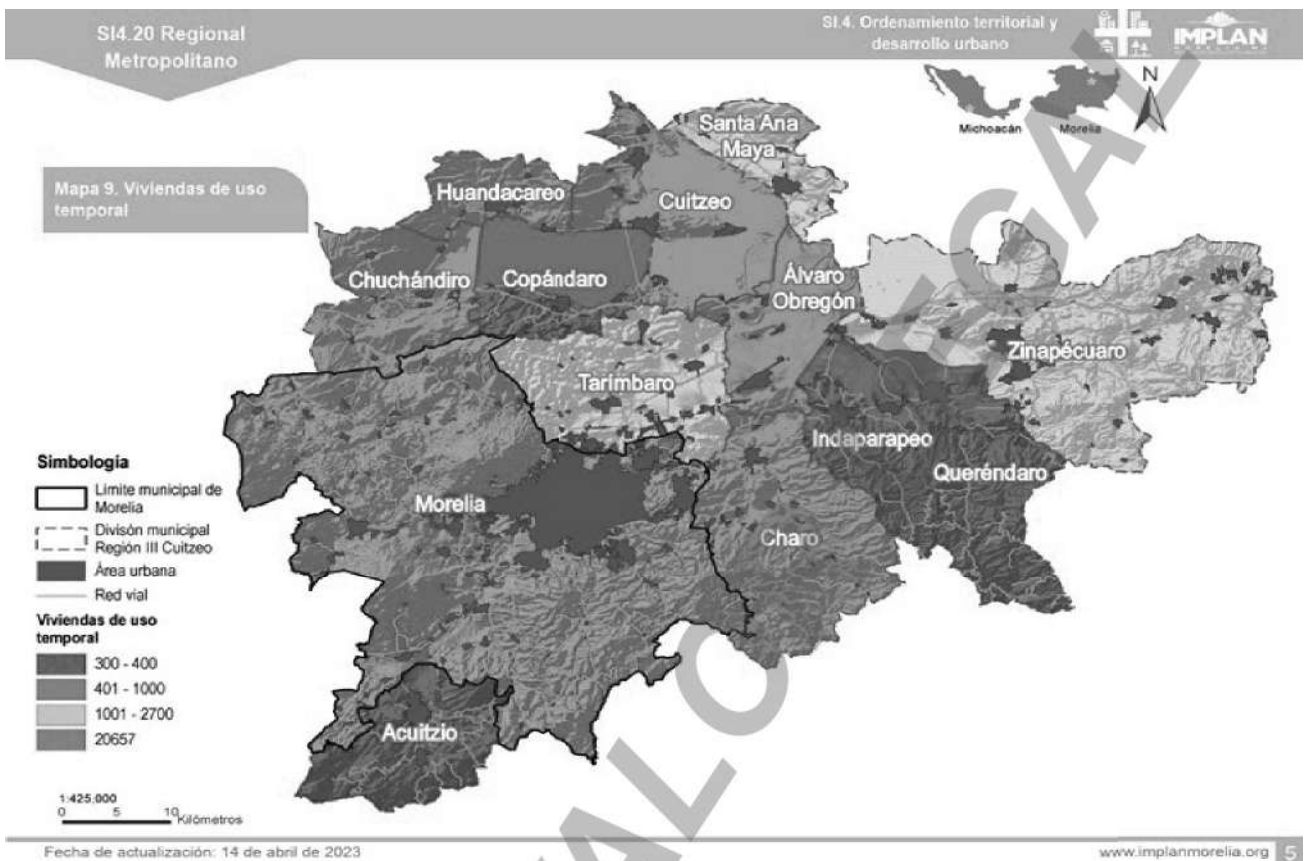 SI4.20 Regional
Metropolitano
SI.4. Ordenamiento territorial y
desarrollo urbano
IMPLAN
Michoacán
Morelia
N
Mapa 9. Viviendas de uso
temporal
Santa Ana
Maya
Huandacareo
Cuitzeo
Chuchándiro
Copándaro
Álvaro
Obregón
Zinapécuaro
Tarímbaro
Indaparapeo
Queréndaro
Morelia
Charo
Acuitzio
Simbología
Límite municipal de
Morelia
Divisón municipal
Región III Cuitzeo
Área urbana
Red vial
Viviendas de uso
temporal
300 - 400
401 - 1000
1001 - 2700
20657
1:425,000
0 5 10
Kilómetros
Fecha de actualización: 14 de abril de 2023
www.implanmorelia.org 5